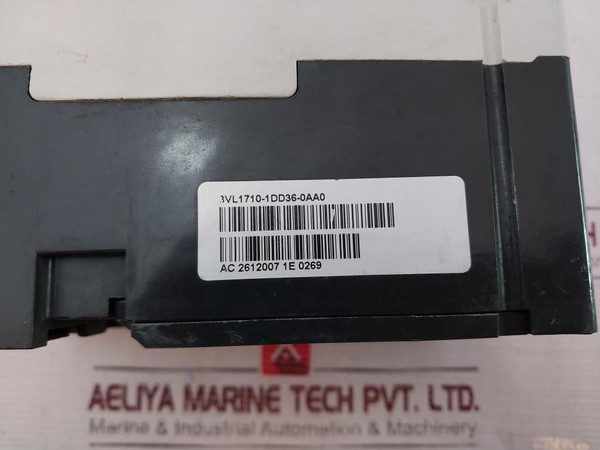 3VL1710-1DD36-0AA0
AC 2612007 1E 0269
AELIYA MARINE TECH PVT. LTD.
Marine & Industrial Automation & Machinery